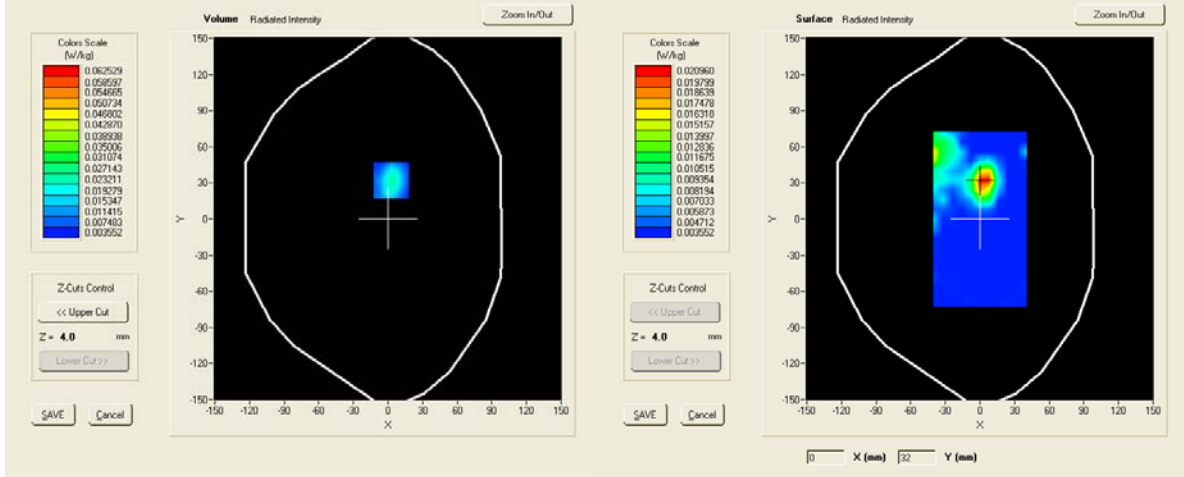 Volume Radiated Intensity
Zoom In/Out
Colors Scale
(W/kg)
0.062529
0.058597
0.054665
0.050734
0.046802
0.042870
0.038938
0.035006
0.031074
0.027143
0.023211
0.019279
0.015347
0.011415
0.007483
0.003552
Z-Cuts Control
<< Upper Cut
Z = 4.0 mm
Lower Cut >>
SAVE Cancel
150
120
90
60
30
0
-30
-60
-90
-120
-150
Y
-150 -120 -90 -60 -30 0 30 60 90 120 150
X
Surface Radiated Intensity
Zoom In/Out
Colors Scale
(W/kg)
0.020960
0.019799
0.018639
0.017478
0.016318
0.015157
0.013997
0.012836
0.011675
0.010515
0.009354
0.008194
0.007033
0.005873
0.004712
0.003552
Z-Cuts Control
<< Upper Cut
Z = 4.0 mm
Lower Cut >>
SAVE Cancel
150
120
90
60
30
0
-30
-60
-90
-120
-150
Y
-150 -120 -90 -60 -30 0 30 60 90 120 150
X
0 X (mm) 32 Y (mm)